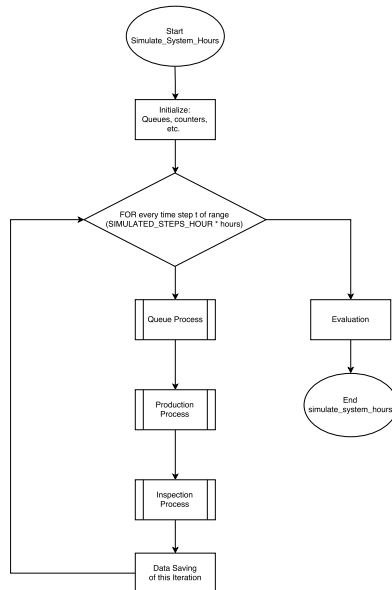 Start
Simulate_System_Hours
Initialize:
Queues, counters,
etc.
FOR every time step t of range
(SIMULATED_STEPS_HOUR * hours)
Queue Process
Evaluation
Production
Process
End
simulate_system_hours
Inspection
Process
Data Saving
of this Iteration